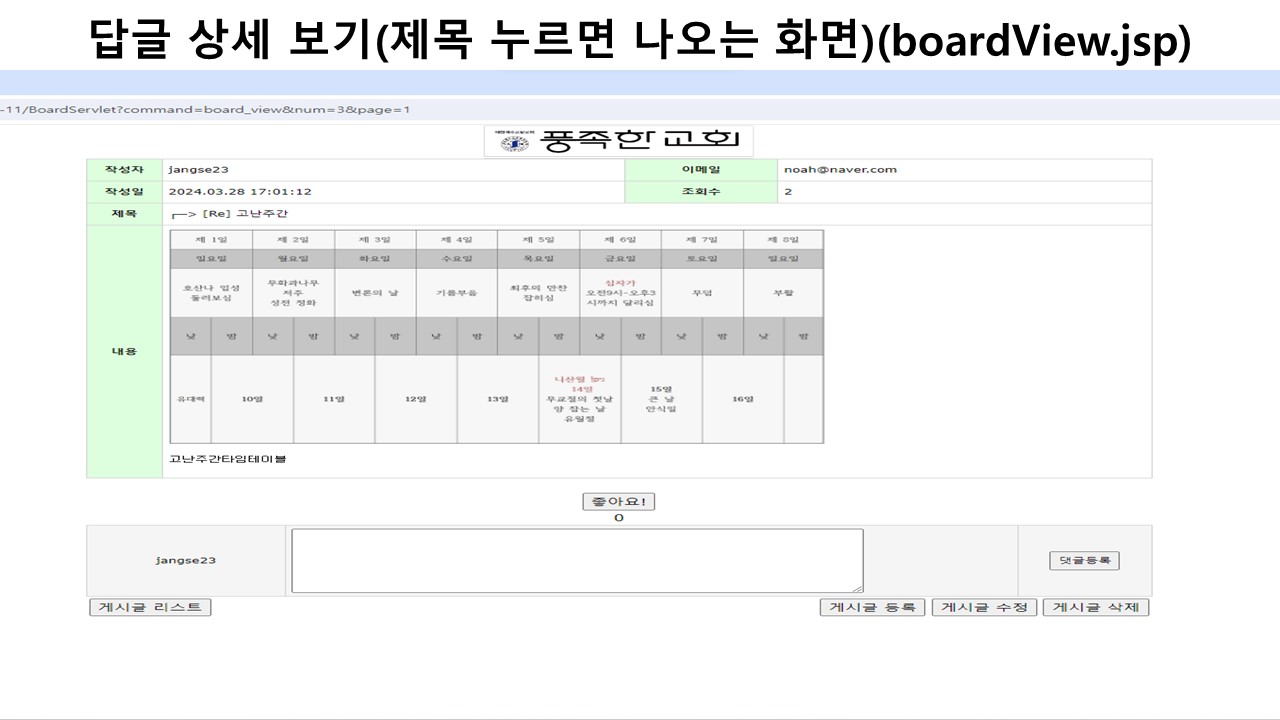 답글 상세 보기(제목 누르면 나오는 화면)(boardView.jsp)
-11/BoardServlet?command=board_view&num=3&page=1
풍족한교회
작성자 jangse23 이메일 noah@naver.com
작성일 2024.03.28 17:01:12 조회수 2
제목 ┌─> [Re] 고난주간
내용
제 1일 제 2일 제 3일 제 4일 제 5일 제 6일 제 7일 제 8일
일요일 월요일 화요일 수요일 목요일 금요일 토요일 일요일
호산나 입성 둘러보심
무화과나무 저주 성전 정화
변론의 날
기름부음
최후의 만찬 잡히심
십자가 오전9시-오후3시까지 달리심
무덤
부활
낮 밤 낮 밤 낮 밤 낮 밤 낮 밤 낮 밤 낮 밤 낮 밤
유대력 10일 11일 12일 13일
니산월
14일
무교절의 첫날
양 잡는 날
유월절
15일
큰 날
안식일
16일
고난주간타임테이블
좋아요!
0
jangse23 댓글등록
게시글 리스트 게시글 등록 게시글 수정 게시글 삭제